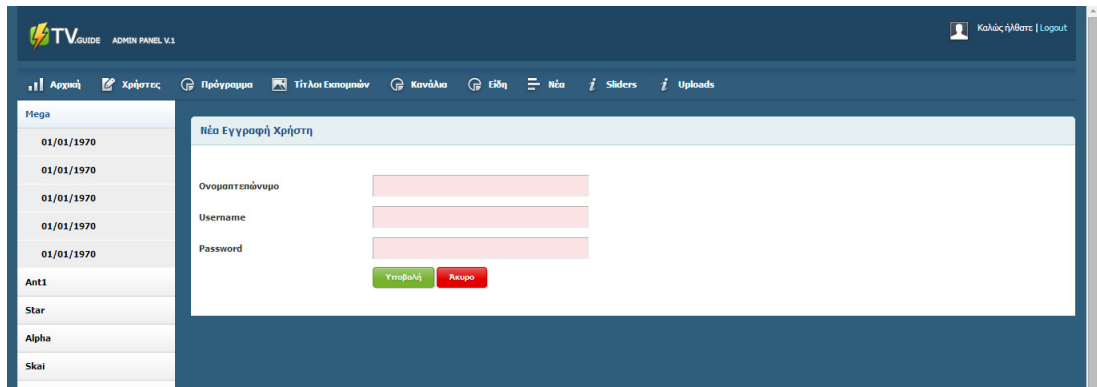 TV.GUIDE ADMIN PANEL V.1
Καλώς ήλθατε | Logout
Αρχική Χρήστες Πρόγραμμα Τίτλοι Εκπομπών Κανάλια Είδη Νέα Sliders Uploads
Mega
01/01/1970
01/01/1970
01/01/1970
01/01/1970
01/01/1970
Ant1
Star
Alpha
Skai
Νέα Εγγραφή Χρήστη
Ονομαπτεπώνυμο
Username
Password
Υποβολή Άκυρο